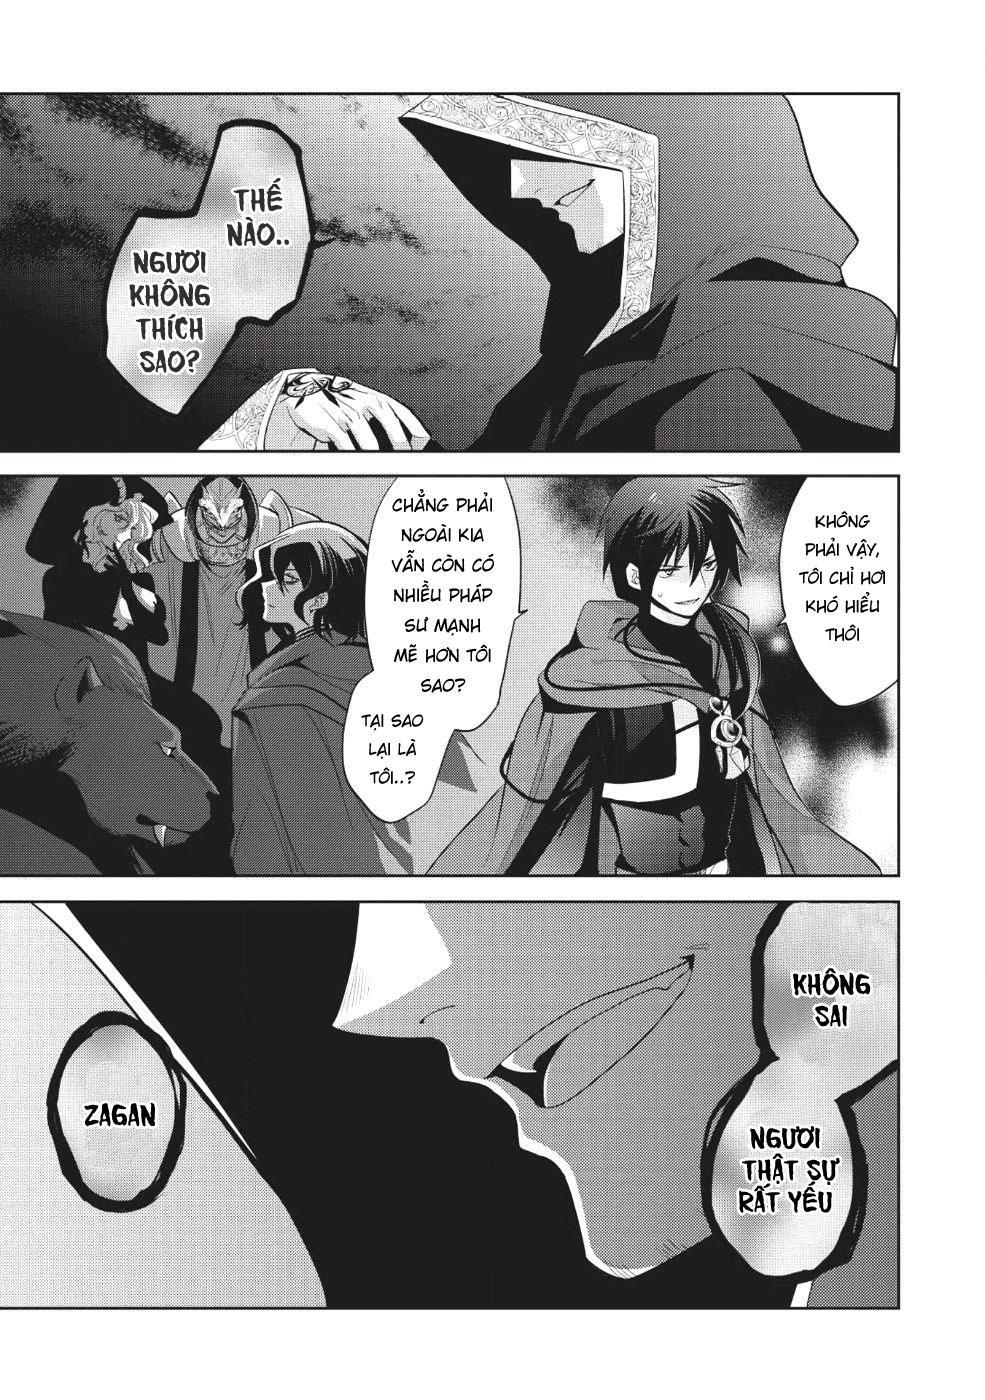 THẾ
NÀO..
NGƯƠI
KHÔNG
THÍCH
SAO?
KHÔNG
PHẢI VẬY,
TÔI CHỈ HƠI
KHÓ HIỂU
THÔI
CHẲNG PHẢI
NGOÀI KIA
VẪN CÒN CÓ
NHIỀU PHÁP
SƯ MẠNH
MẼ HƠN TÔI
SAO?
TẠI SAO
LẠI LÀ
TÔI..?
KHÔNG
SAI
NGƯƠI
THẬT SỰ
RẤT YẾU
ZAGAN